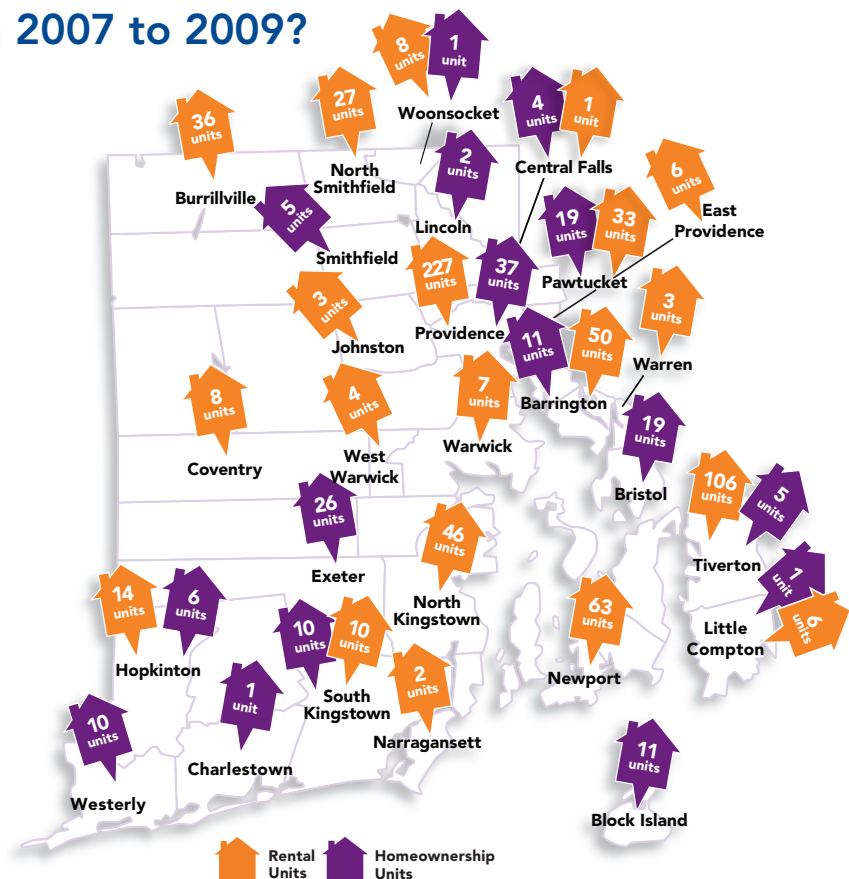 2007 to 2009?
8
units
1
unit
Woonsocket
36
units
Burrillville
27
units
North
Smithfield
4
units
1
unit
Central Falls
2
units
Lincoln
6
units
East
Providence
5
units
Smithfield
19
units
33
units
Pawtucket
227
units
37
units
Providence
3
units
Johnston
3
units
Warren
11
units
50
units
Barrington
8
units
Coventry
4
units
West
Warwick
7
units
Warwick
19
units
Bristol
106
units
5
units
Tiverton
26
units
Exeter
46
units
North
Kingstown
1
unit
6
units
Little
Compton
14
units
6
units
Hopkinton
10
units
10
units
South
Kingstown
63
units
Newport
2
units
Narragansett
1
unit
Charlestown
10
units
Westerly
11
units
Block Island
Rental
Units
Homeownership
Units